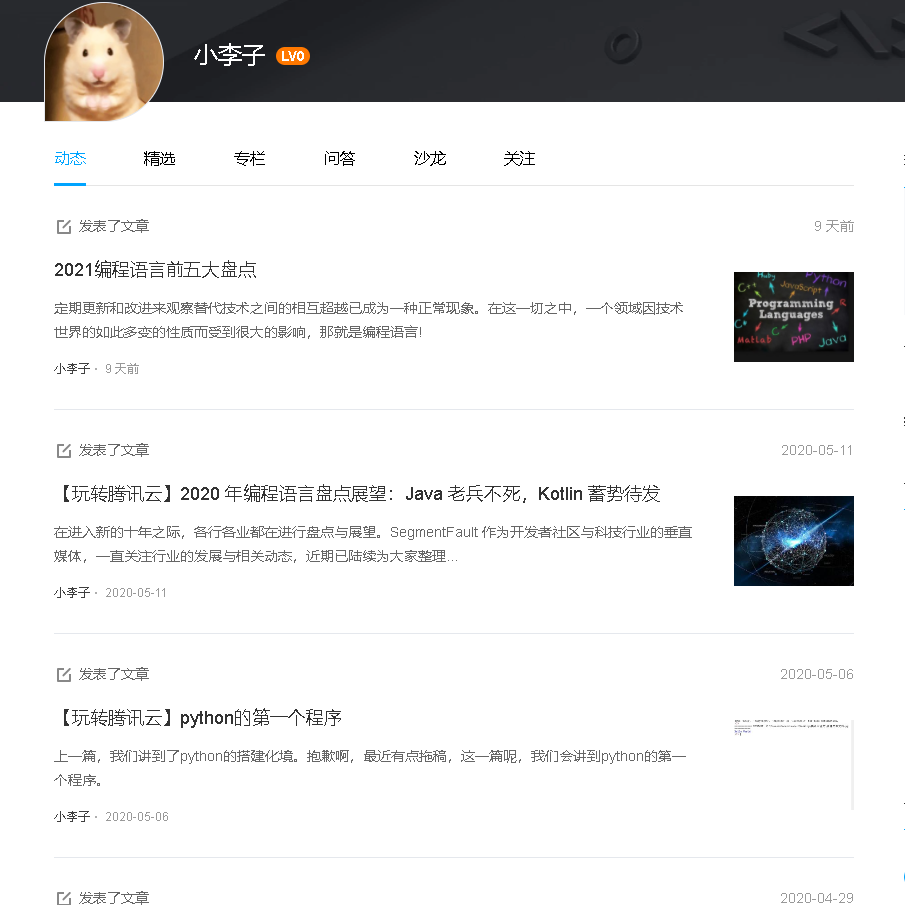 小李子 LV0
动态 精选 专栏 问答 沙龙 关注
发表了文章 9 天前
2021编程语言前五大盘点
定期更新和改进来观察替代技术之间的相互超越已成为一种正常现象。在这一切之中，一个领域因技术
世界的如此多变的性质而受到很大的影响，那就是编程语言!
小李子 · 9 天前
Ruby Python
C++ JavaScript
Programming
Languages
R
C C
MatLab PHP Java
发表了文章 2020-05-11
【玩转腾讯云】2020 年编程语言盘点展望：Java 老兵不死，Kotlin 蓄势待发
在进入新的十年之际，各行各业都在进行盘点与展望。SegmentFault 作为开发者社区与科技行业的垂直
媒体，一直关注行业的发展与相关动态，近期已陆续为大家整理...
小李子 · 2020-05-11
发表了文章 2020-05-06
【玩转腾讯云】python的第一个程序
上一篇，我们讲到了python的搭建化境。抱歉啊，最近有点拖稿，这一篇呢，我们会讲到python的第一
个程序。
小李子 · 2020-05-06
发表了文章 2020-04-29